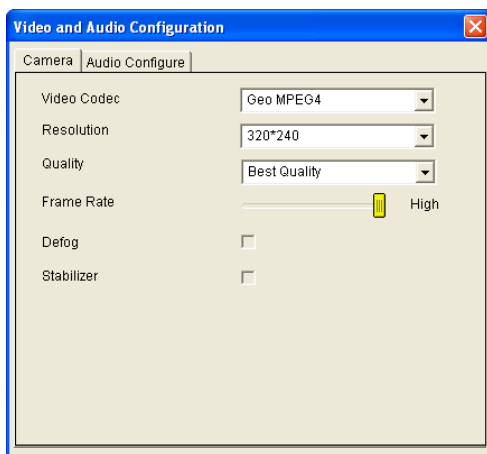 Video and Audio Configuration
Camera Audio Configure
Video Codec Geo MPEG4
Resolution 320*240
Quality Best Quality
Frame Rate High
Defog
Stabilizer